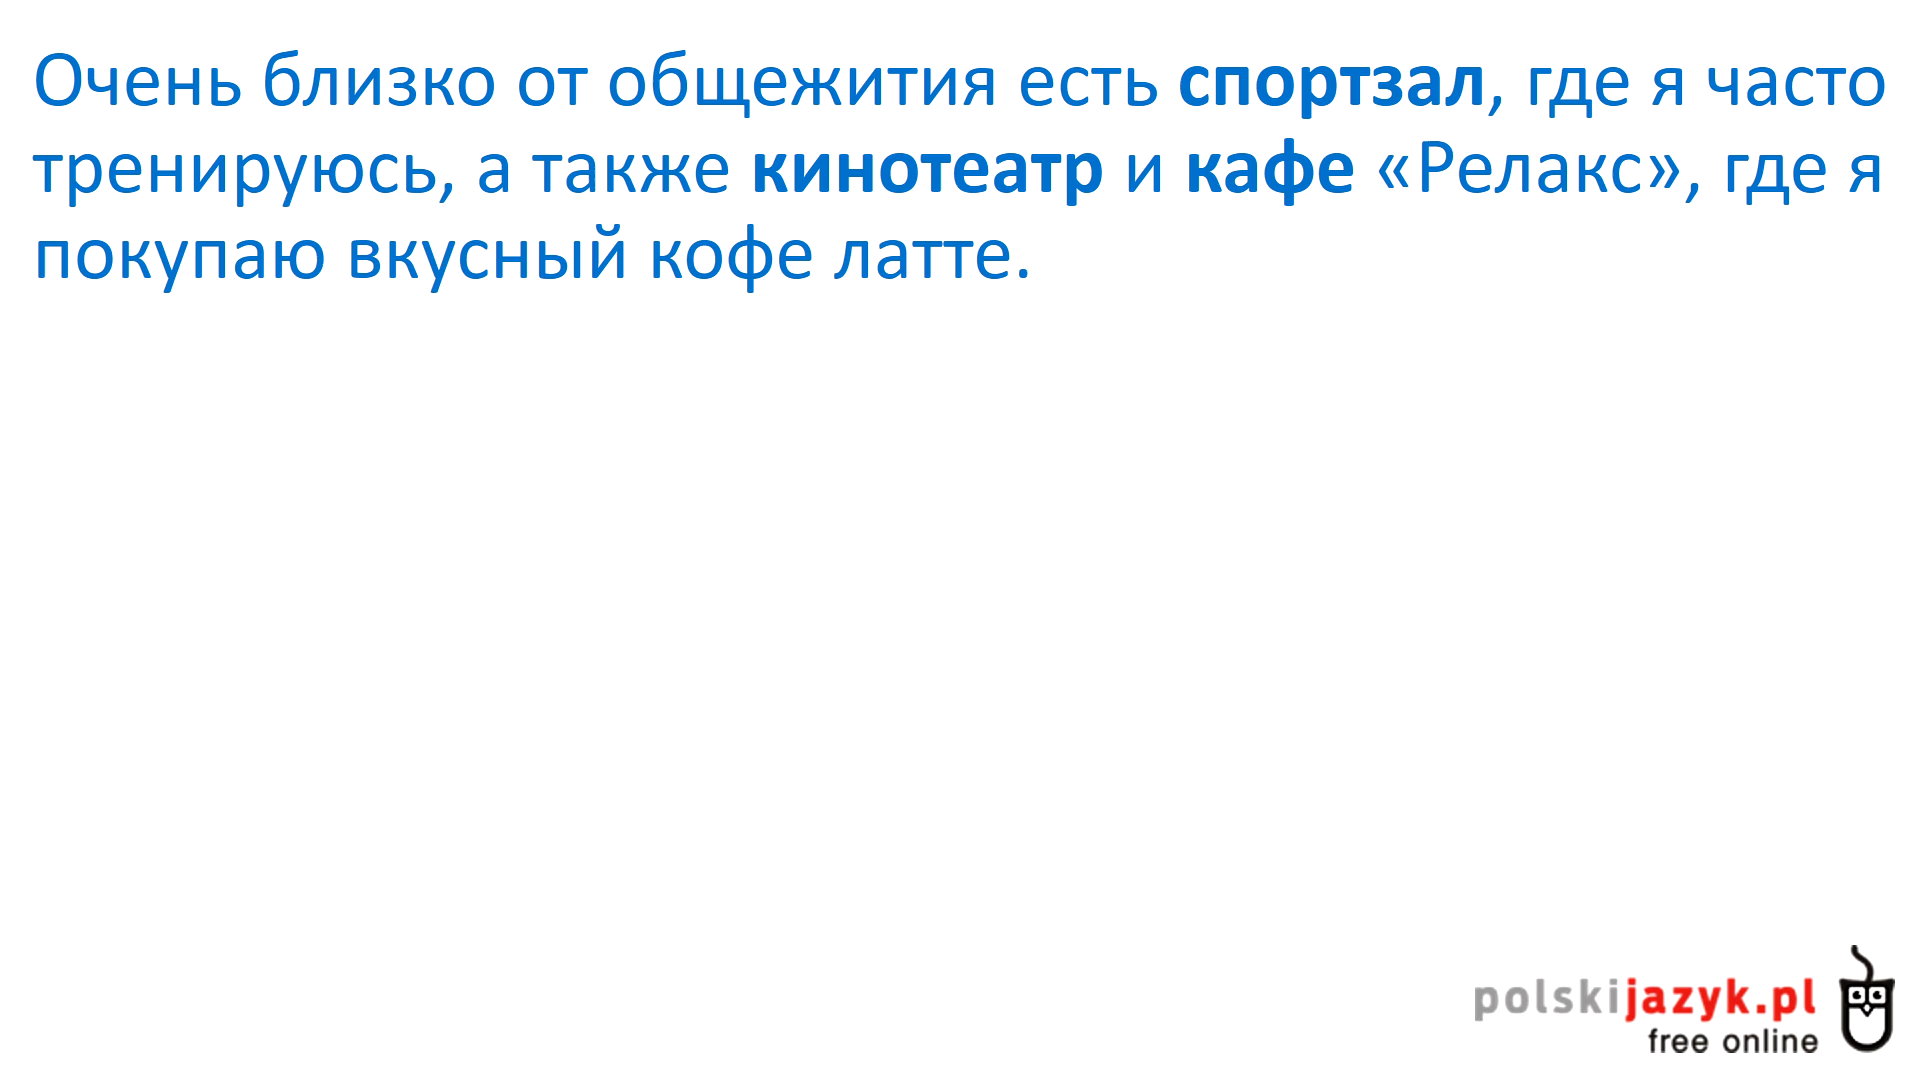 Очень близко от общежития есть спортзал, где я часто
тренируюсь, а также кинотеатр и кафе «Релакс», где я
покупаю вкусный кофе латте.
polskijazyk.pl
free online